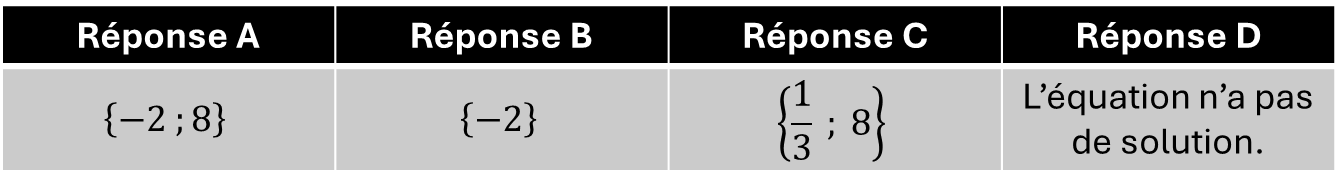 Réponse A Réponse B Réponse C Réponse D
{−2 ; 8} {−2} {1/3 ; 8} L’équation n’a pas
de solution.